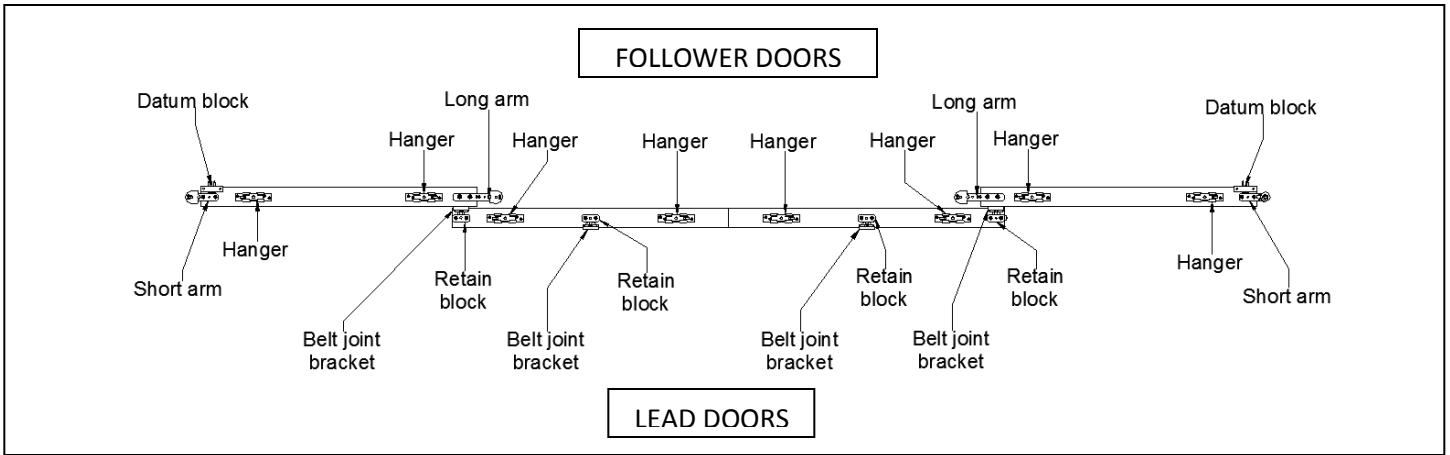 FOLLOWER DOORS
Datum block
Long arm
Long arm
Datum block
Hanger
Hanger
Hanger
Hanger
Hanger
Hanger
Hanger
Short arm
Retain
block
Retain
block
Retain
block
Retain
block
Hanger
Short arm
Belt joint
bracket
Belt joint
bracket
Belt joint
bracket
Belt joint
bracket
LEAD DOORS